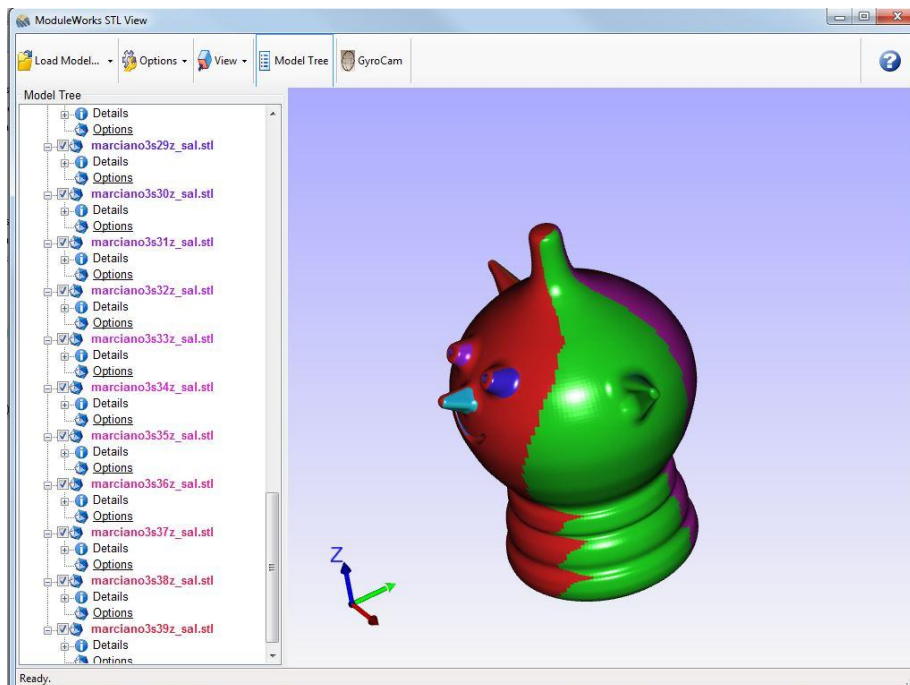 ModuleWorks STL View
Load Model... Options View Model Tree GyroCam
Model Tree
Details
Options
marciano3s29z_sal.stl
Details
Options
marciano3s30z_sal.stl
Details
Options
marciano3s31z_sal.stl
Details
Options
marciano3s32z_sal.stl
Details
Options
marciano3s33z_sal.stl
Details
Options
marciano3s34z_sal.stl
Details
Options
marciano3s35z_sal.stl
Details
Options
marciano3s36z_sal.stl
Details
Options
marciano3s37z_sal.stl
Details
Options
marciano3s38z_sal.stl
Details
Options
marciano3s39z_sal.stl
Details
Options
Z
Ready.